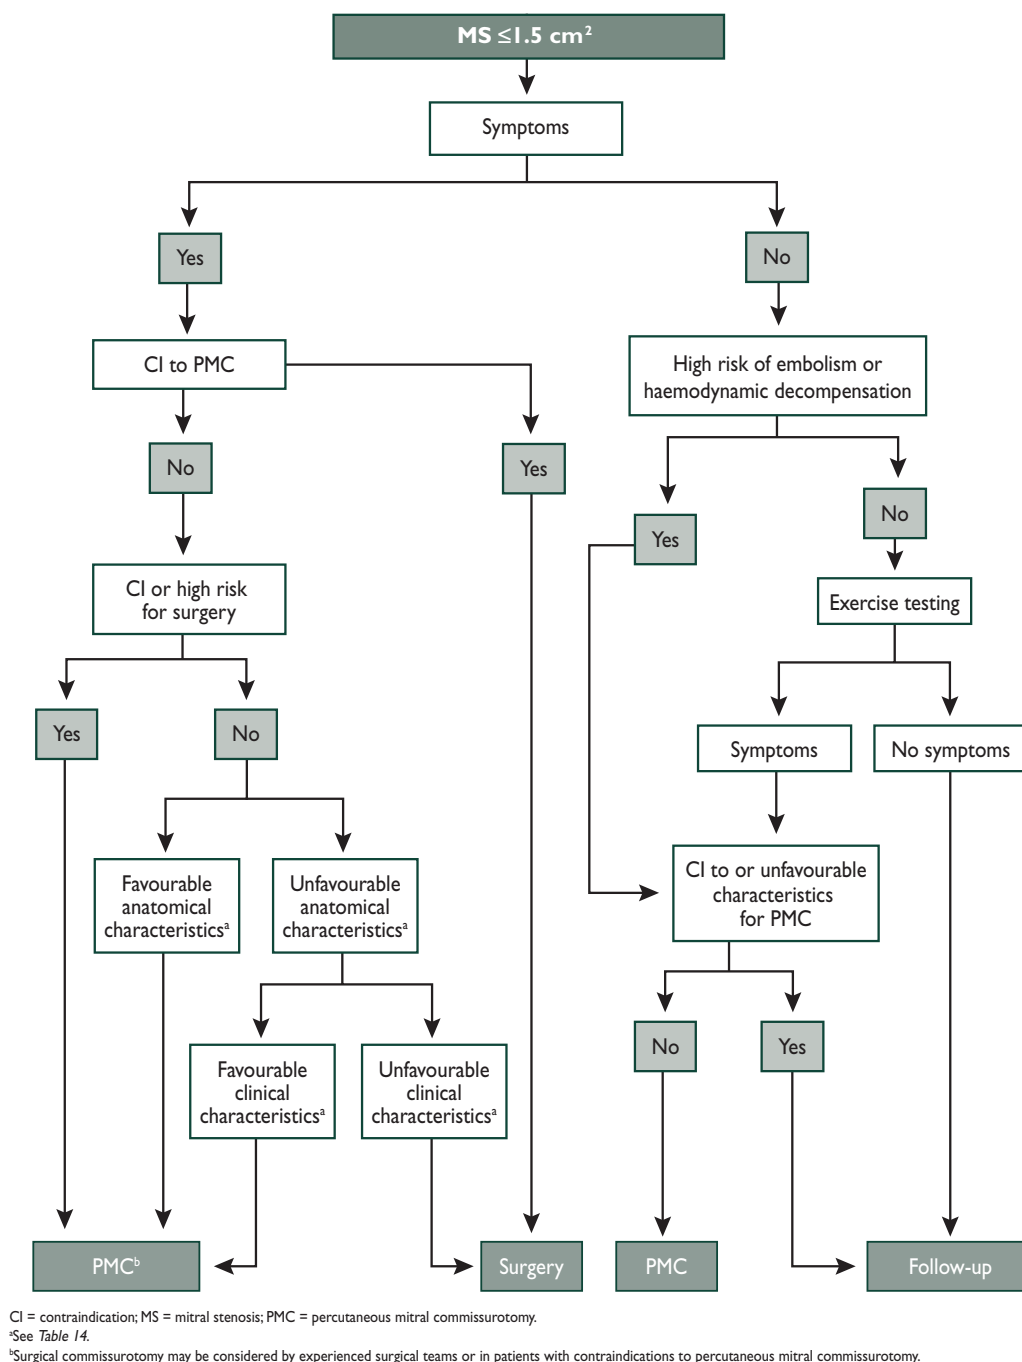 MS ≤1.5 cm²
Symptoms
Yes
No
CI to PMC
High risk of embolism or
haemodynamic decompensation
No
Yes
Yes
No
CI or high risk
for surgery
Exercise testing
Yes
No
Symptoms
No symptoms
Favourable
anatomical
characteristicsᵃ
Unfavourable
anatomical
characteristicsᵃ
CI to or unfavourable
characteristics
for PMC
No
Yes
Favourable
clinical
characteristicsᵃ
Unfavourable
clinical
characteristicsᵃ
PMCᵇ
Surgery
PMC
Follow-up
CI = contraindication; MS = mitral stenosis; PMC = percutaneous mitral commissurotomy.
ᵃSee Table 14.
ᵇSurgical commissurotomy may be considered by experienced surgical teams or in patients with contraindications to percutaneous mitral commissurotomy.